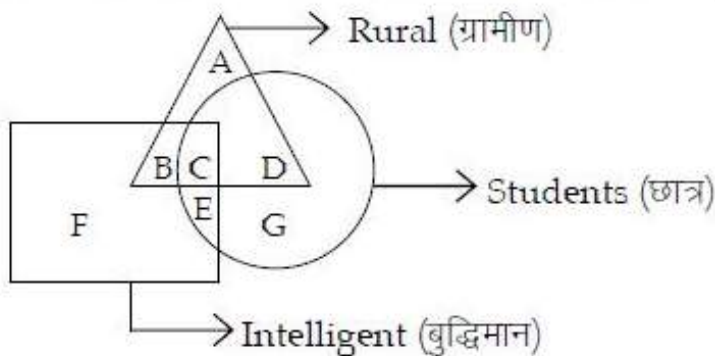 Rural (ग्रामीण)
A
B C D
Students (छात्र)
E
F G
Intelligent (बुद्धिमान)